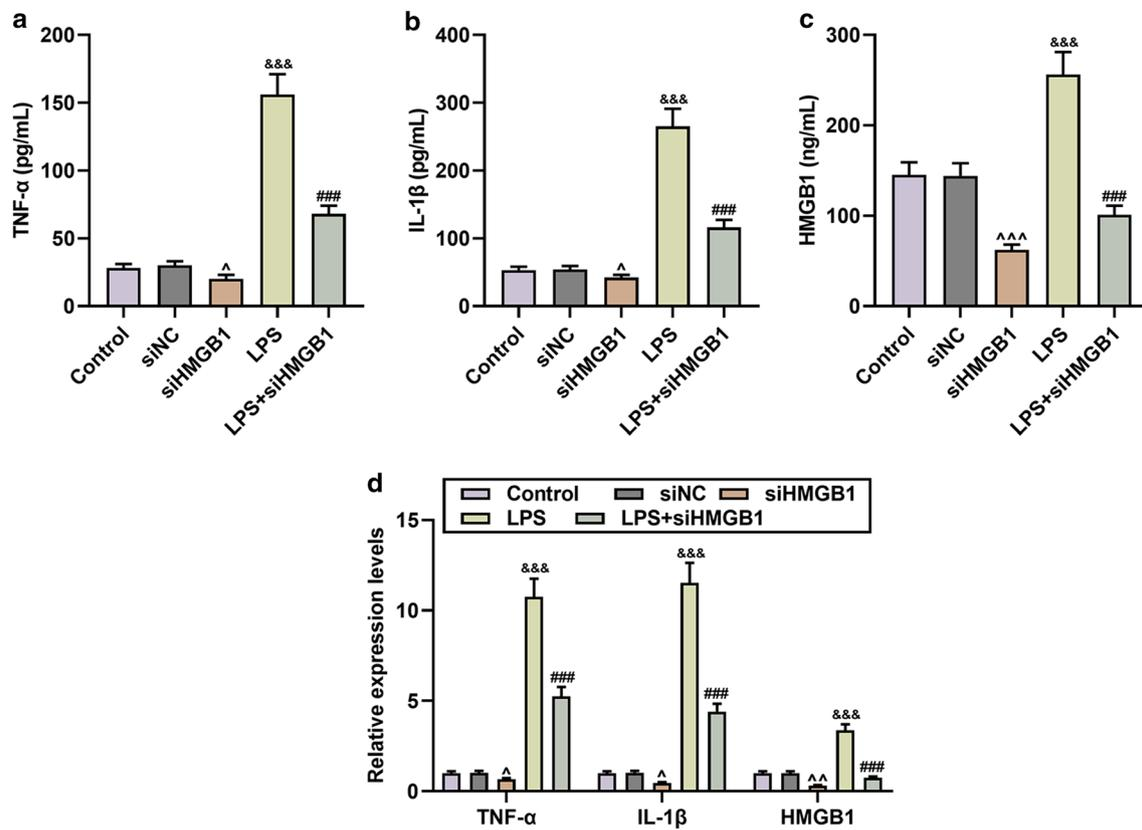 a
TNF-α (pg/mL)
200
150
100
50
0
^
&&&
###
Control
siNC
siHMGB1
LPS
LPS+siHMGB1
b
IL-1β (pg/mL)
400
300
200
100
0
^
&&&
###
Control
siNC
siHMGB1
LPS
LPS+siHMGB1
c
HMGB1 (ng/mL)
300
200
100
0
^^^
&&&
###
Control
siNC
siHMGB1
LPS
LPS+siHMGB1
d
Control siNC siHMGB1
LPS LPS+siHMGB1
Relative expression levels
15
10
5
0
^
&&&
###
^
&&&
###
^^
&&&
###
TNF-α IL-1β HMGB1